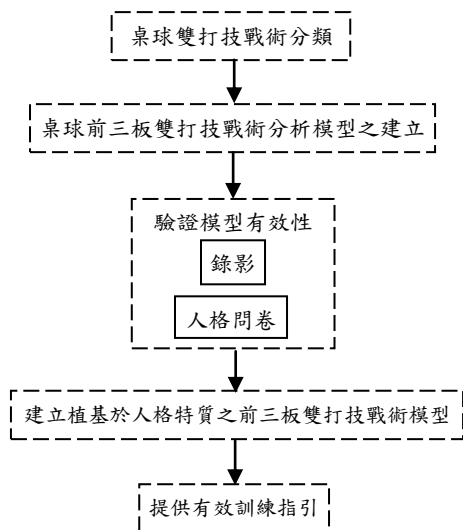 桌球雙打技戰術分類
桌球前三板雙打技戰術分析模型之建立
驗證模型有效性
錄影
人格問卷
建立植基於人格特質之前三板雙打技戰術模型
提供有效訓練指引